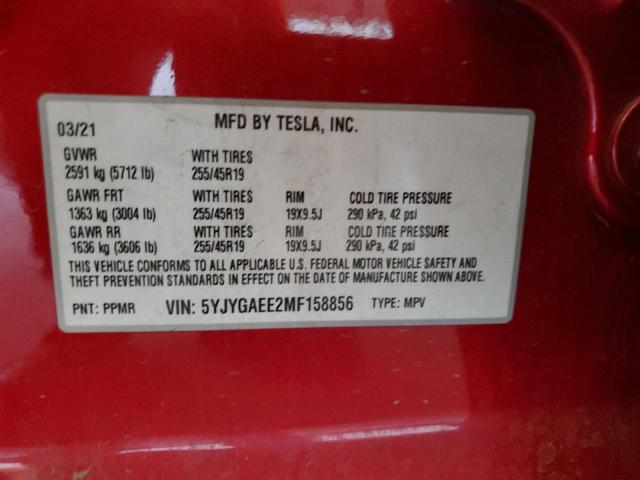 MFD BY TESLA, INC.
03/21
GVWR WITH TIRES
2591 kg (5712 lb) 255/45R19
GAWR FRT WITH TIRES RIM COLD TIRE PRESSURE
1363 kg (3004 lb) 255/45R19 19X9.5J 290 kPa, 42 psi
GAWR RR WITH TIRES RIM COLD TIRE PRESSURE
1636 kg (3606 lb) 255/45R19 19X9.5J 290 kPa, 42 psi
THIS VEHICLE CONFORMS TO ALL APPLICABLE U.S. FEDERAL MOTOR VEHICLE SAFETY AND
THEFT PREVENTION STANDARDS IN EFFECT ON THE DATE OF MANUFACTURE SHOWN ABOVE.
PNT: PPMR VIN: 5YJYGAEE2MF158856 TYPE: MPV